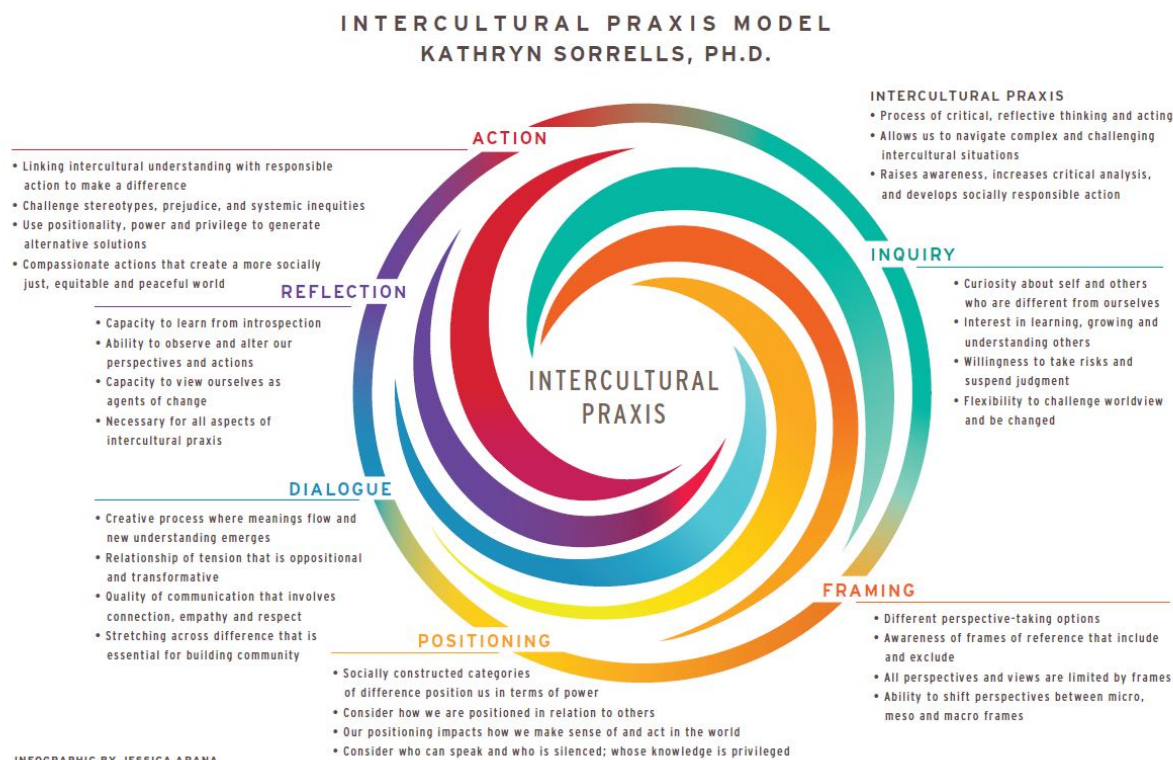 INTERCULTURAL PRAXIS MODEL
KATHRYN SORRELLS, PH.D.
INTERCULTURAL PRAXIS
• Process of critical, reflective thinking and acting
• Allows us to navigate complex and challenging
intercultural situations
• Raises awareness, increases critical analysis,
and develops socially responsible action
INQUIRY
• Curiosity about self and others
who are different from ourselves
• Interest in learning, growing and
understanding others
• Willingness to take risks and
suspend judgment
• Flexibility to challenge worldview
and be changed
FRAMING
• Different perspective-taking options
• Awareness of frames of reference that include
and exclude
• All perspectives and views are limited by frames
• Ability to shift perspectives between micro,
meso and macro frames
POSITIONING
• Socially constructed categories
of difference position us in terms of power
• Consider how we are positioned in relation to others
• Our positioning impacts how we make sense of and act in the world
• Consider who can speak and who is silenced; whose knowledge is privileged
DIALOGUE
• Creative process where meanings flow and
new understanding emerges
• Relationship of tension that is oppositional
and transformative
• Quality of communication that involves
connection, empathy and respect
• Stretching across difference that is
essential for building community
REFLECTION
• Capacity to learn from introspection
• Ability to observe and alter our
perspectives and actions
• Capacity to view ourselves as
agents of change
• Necessary for all aspects of
intercultural praxis
ACTION
• Linking intercultural understanding with responsible
action to make a difference
• Challenge stereotypes, prejudice, and systemic inequities
• Use positionality, power and privilege to generate
alternative solutions
• Compassionate actions that create a more socially
just, equitable and peaceful world
INTERCULTURAL
PRAXIS
INFOGRAPHIC BY JESSICA ARANA